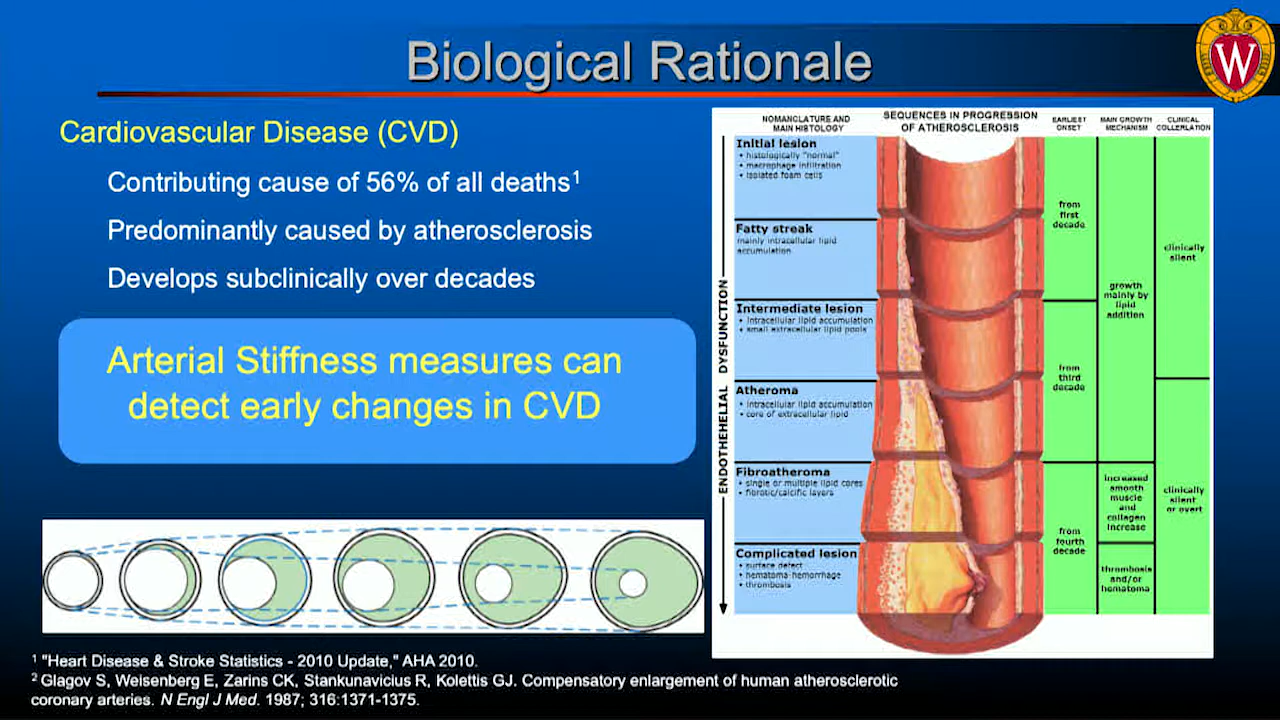 Biological Rationale
W
Cardiovascular Disease (CVD)
Contributing cause of 56% of all deaths¹
Predominantly caused by atherosclerosis
Develops subclinically over decades
Arterial Stiffness measures can
detect early changes in CVD
NOMANCLATURE AND
MAIN HISTOLOGY
SEQUENCES IN PROGRESSION
OF ATHEROSCLEROSIS
EARLIEST
ONSET
MAIN GROWTH
MECHANISM
CLINICAL
COLLERLATION
ENDOTHEHELIAL DYSFUNCTION
Initial lesion
• histologically "normal"
• macrophage infiltration
• isolated foam cells
Fatty streak
mainly intracellular lipid
accumulation
Intermediate lesion
• intracellular lipid accumulation
• small extracellular lipid pools
Atheroma
• intracellular lipid accumulation
• core of extracellular lipid
Fibroatheroma
• single or multiple lipid cores
• fibrotic/calcific layers
Complicated lesion
• surface defect
• hematoma-hemorrhage
• thrombosis
from
first
decade
from
third
decade
from
fourth
decade
growth
mainly by
lipid
addition
increased
smooth
muscle
and
collagen
increase
thrombosis
and/or
hematoma
clinically
silent
clinically
silent
or overt
¹ "Heart Disease & Stroke Statistics - 2010 Update," AHA 2010.
² Glagov S, Weisenberg E, Zarins CK, Stankunavicius R, Kolettis GJ. Compensatory enlargement of human atherosclerotic
coronary arteries. N Engl J Med. 1987; 316:1371-1375.